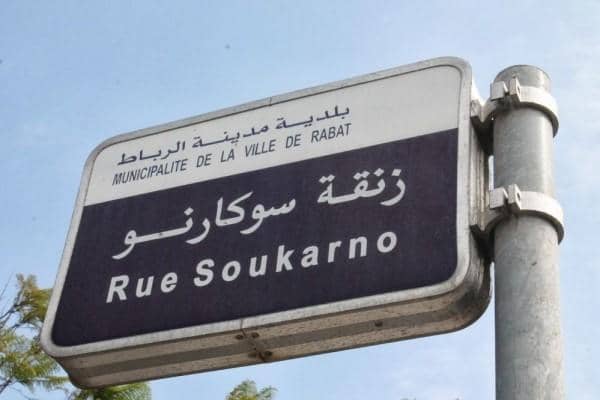 بلدية مدينة الرباط
MUNICIPALITE DE LA VILLE DE RABAT
زنقة سوكارنو
Rue Soukarno